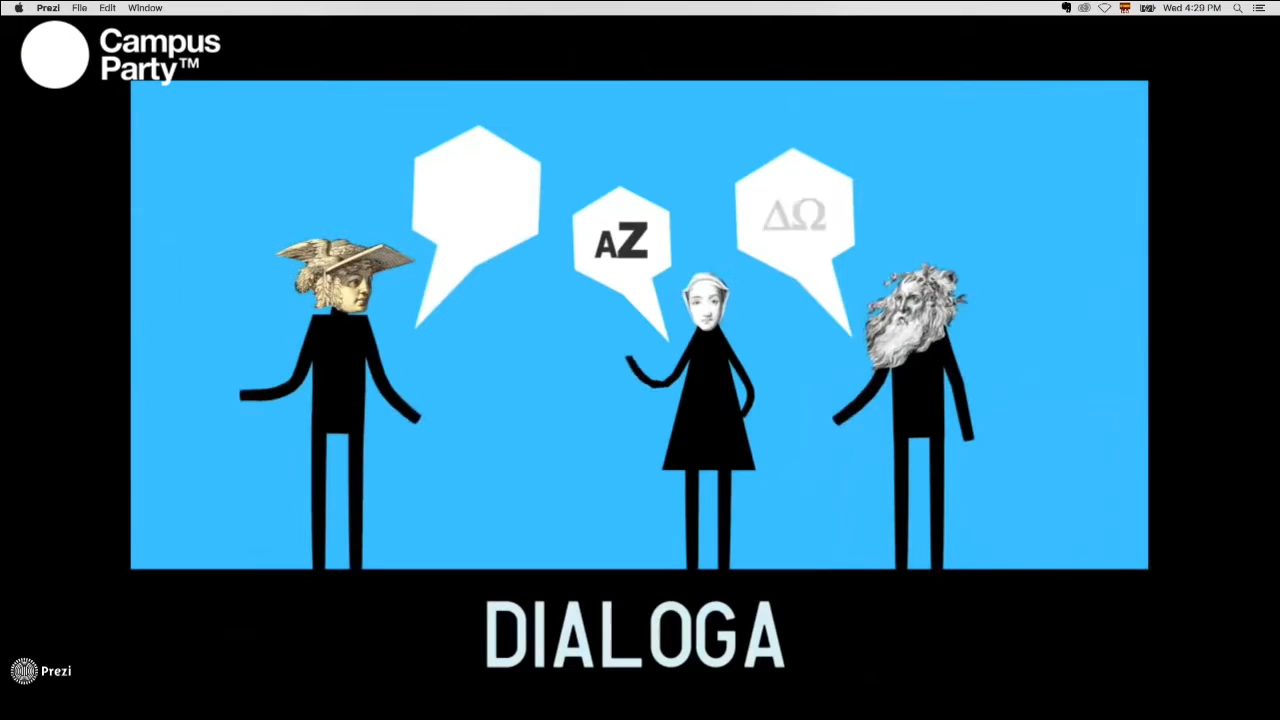 Prezi File Edit Window Wed 4:29 PM
Campus
Party™
AZ
ΔΩ
DIALOGA
Prezi